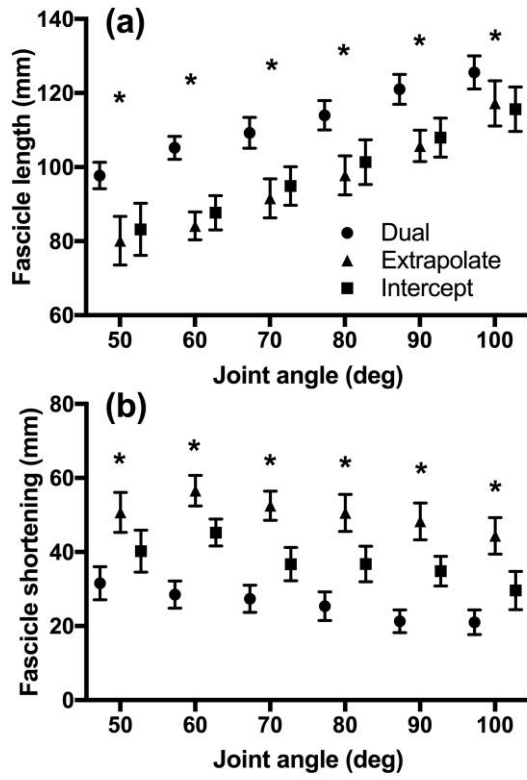 (a)
Fascicle length (mm)
140
120
100
80
60
* * * * * *
Dual
Extrapolate
Intercept
50 60 70 80 90 100
Joint angle (deg)
(b)
Fascicle shortening (mm)
80
60
40
20
0
* * * * * *
50 60 70 80 90 100
Joint angle (deg)